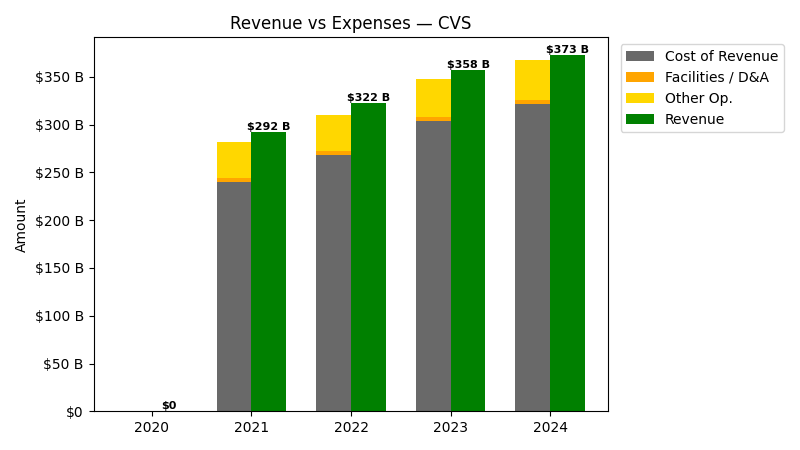 Revenue vs Expenses — CVS
Amount
$350 B
$300 B
$250 B
$200 B
$150 B
$100 B
$50 B
$0
$0
$292 B
$322 B
$358 B
$373 B
2020
2021
2022
2023
2024
Cost of Revenue
Facilities / D&A
Other Op.
Revenue